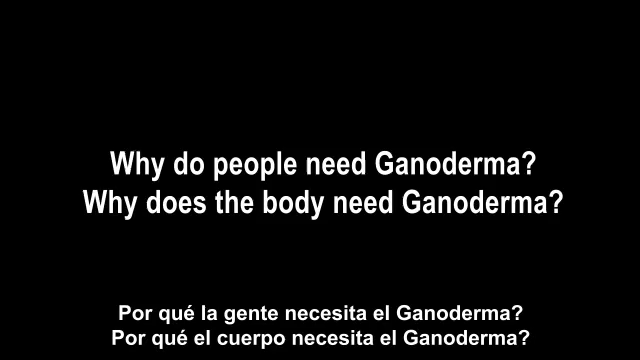 Why do people need Ganoderma?
Why does the body need Ganoderma?
Por qué la gente necesita el Ganoderma?
Por qué el cuerpo necesita el Ganoderma?